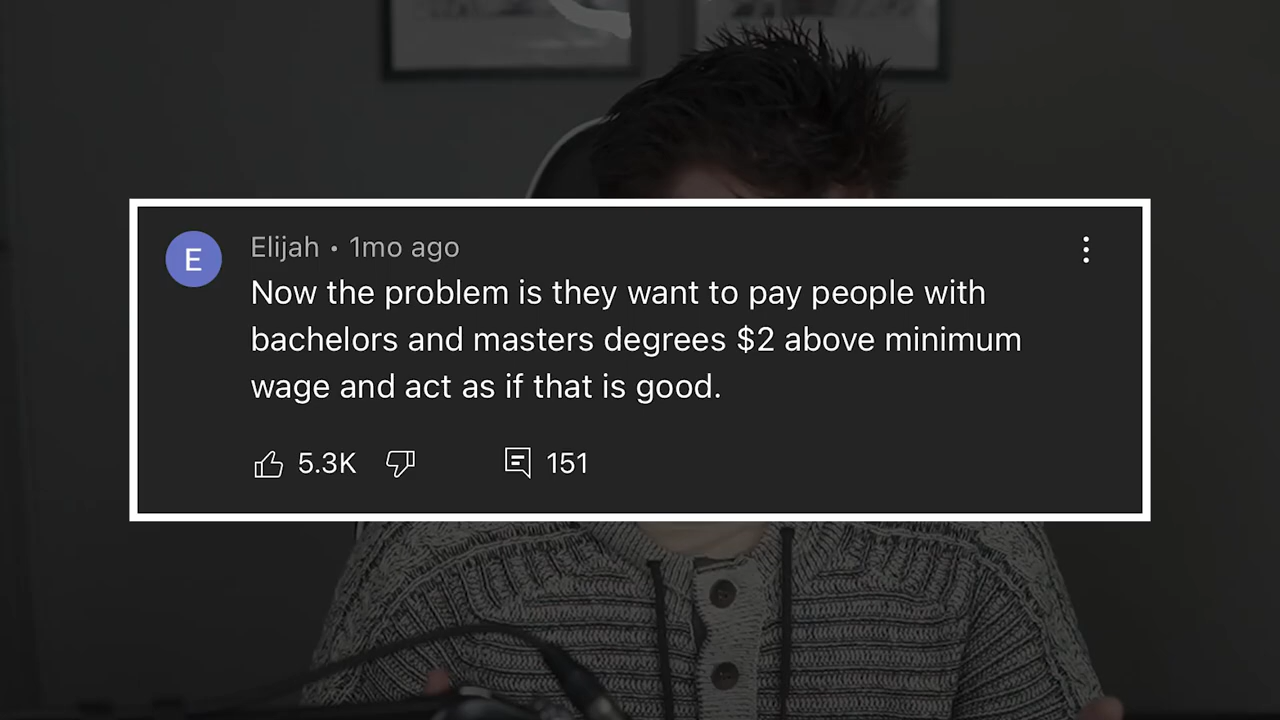 E
Elijah • 1mo ago
Now the problem is they want to pay people with
bachelors and masters degrees $2 above minimum
wage and act as if that is good.
5.3K 151